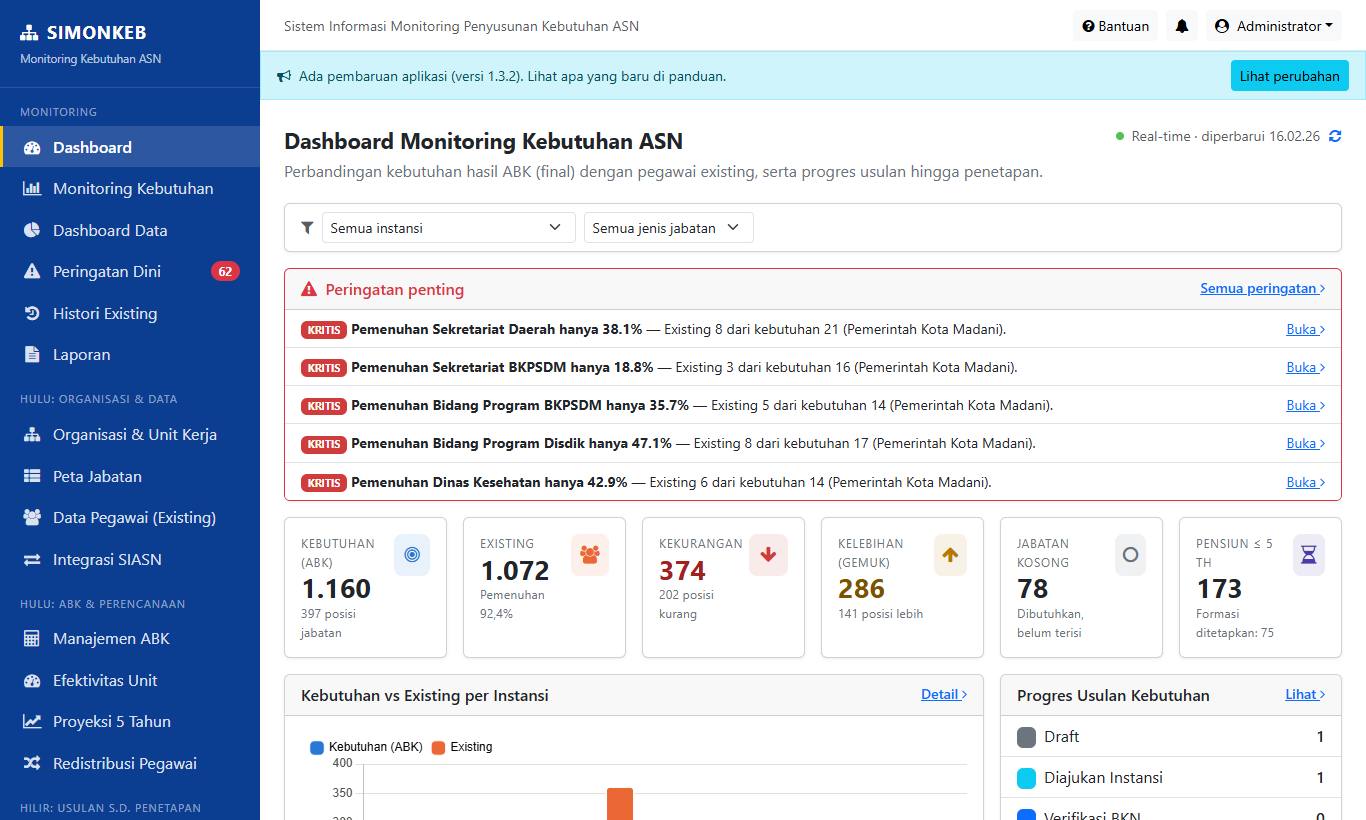 SIMONKEB
Monitoring Kebutuhan ASN
MONITORING
Dashboard
Monitoring Kebutuhan
Dashboard Data
Peringatan Dini 62
Histori Existing
Laporan
HULU: ORGANISASI & DATA
Organisasi & Unit Kerja
Peta Jabatan
Data Pegawai (Existing)
Integrasi SIASN
HULU: ABK & PERENCANAAN
Manajemen ABK
Efektivitas Unit
Proyeksi 5 Tahun
Redistribusi Pegawai
HILIR: USULAN S.D. PENETAPAN
Sistem Informasi Monitoring Penyusunan Kebutuhan ASN
Bantuan
Administrator
Ada pembaruan aplikasi (versi 1.3.2). Lihat apa yang baru di panduan.
Lihat perubahan
Dashboard Monitoring Kebutuhan ASN
Real-time · diperbarui 16.02.26
Perbandingan kebutuhan hasil ABK (final) dengan pegawai existing, serta progres usulan hingga penetapan.
Semua instansi
Semua jenis jabatan
Peringatan penting
Semua peringatan
KRITIS Pemenuhan Sekretariat Daerah hanya 38.1% — Existing 8 dari kebutuhan 21 (Pemerintah Kota Madani). Buka
KRITIS Pemenuhan Sekretariat BKPSDM hanya 18.8% — Existing 3 dari kebutuhan 16 (Pemerintah Kota Madani). Buka
KRITIS Pemenuhan Bidang Program BKPSDM hanya 35.7% — Existing 5 dari kebutuhan 14 (Pemerintah Kota Madani). Buka
KRITIS Pemenuhan Bidang Program Disdik hanya 47.1% — Existing 8 dari kebutuhan 17 (Pemerintah Kota Madani). Buka
KRITIS Pemenuhan Dinas Kesehatan hanya 42.9% — Existing 6 dari kebutuhan 14 (Pemerintah Kota Madani). Buka
KEBUTUHAN
(ABK)
1.160
397 posisi
jabatan
EXISTING
1.072
Pemenuhan
92,4%
KEKURANGAN
374
202 posisi
kurang
KELEBIHAN
(GEMUK)
286
141 posisi lebih
JABATAN
KOSONG
78
Dibutuhkan,
belum terisi
PENSIUN ≤ 5
TH
173
Formasi
ditetapkan: 75
Kebutuhan vs Existing per Instansi
Detail
Kebutuhan (ABK)
Existing
400
350
300
Progres Usulan Kebutuhan
Lihat
Draft 1
Diajukan Instansi 1
Verifikasi BKN 0